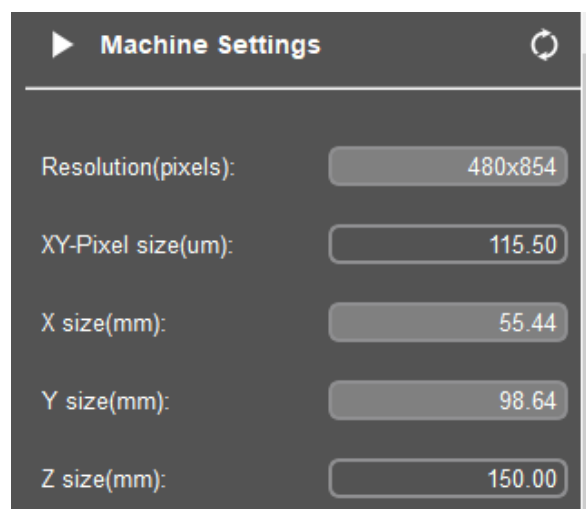 Machine Settings
Resolution(pixels): 480x854
XY-Pixel size(um): 115.50
X size(mm): 55.44
Y size(mm): 98.64
Z size(mm): 150.00